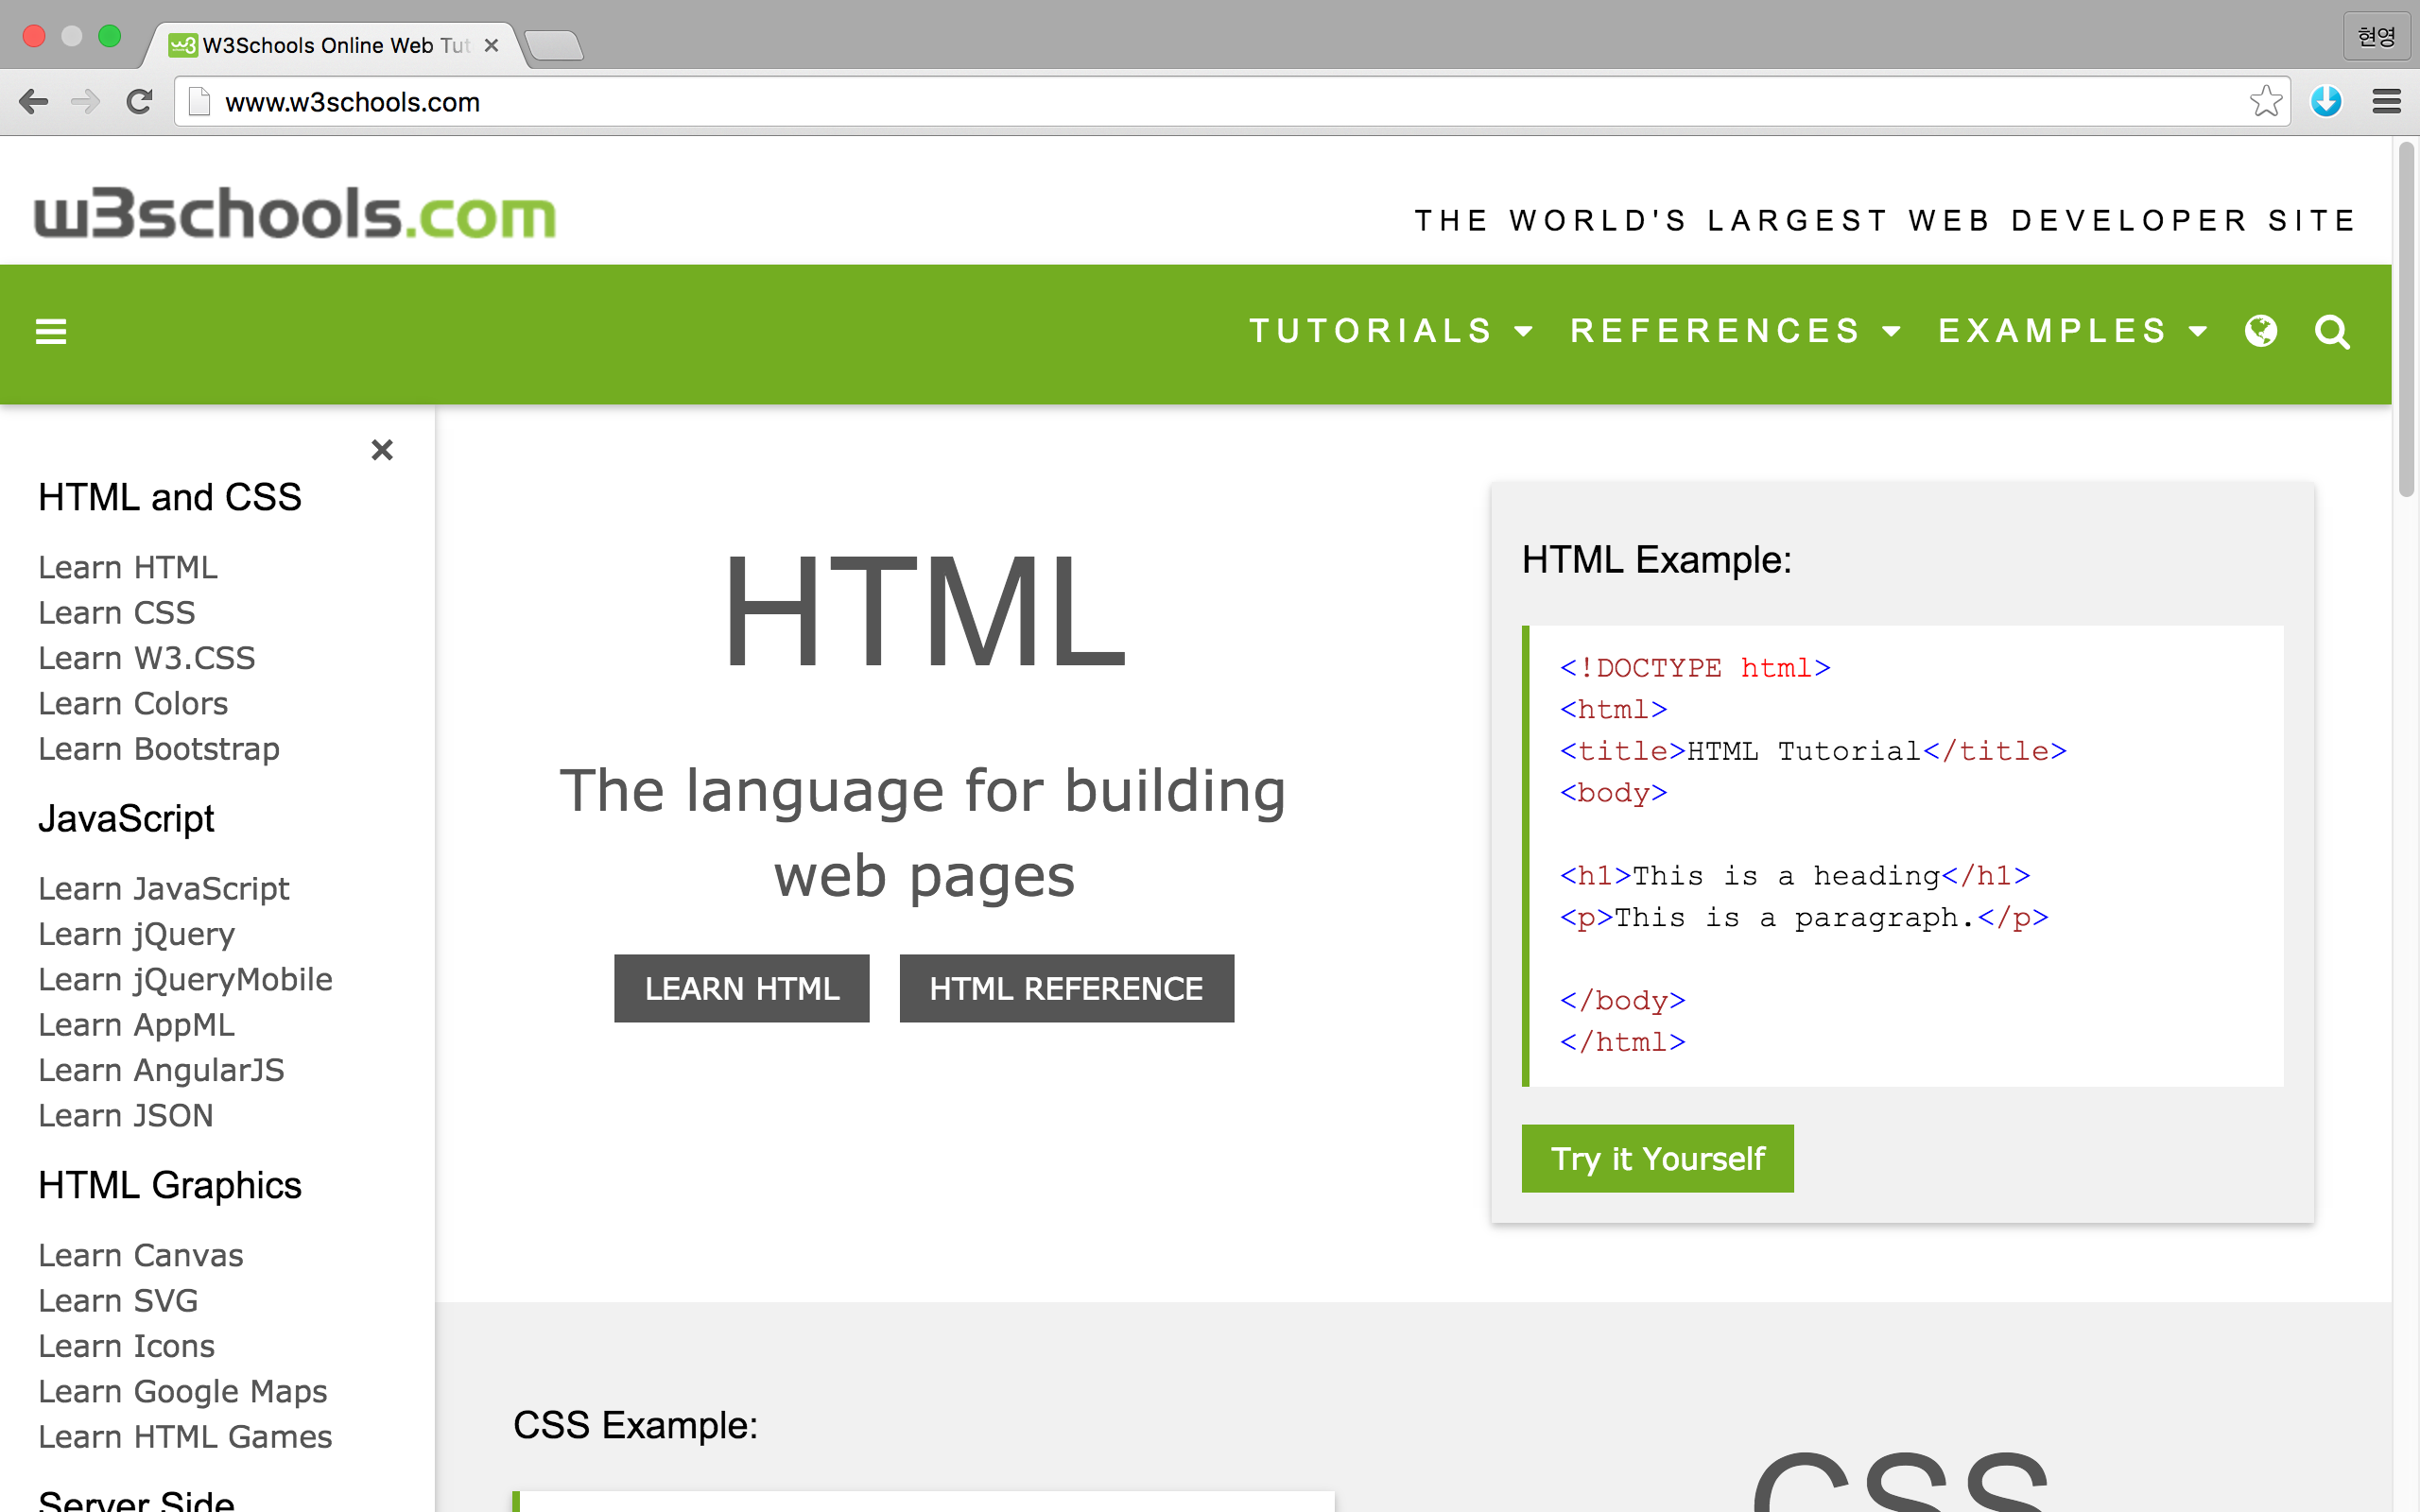 W3Schools Online Web Tut
현영
www.w3schools.com
w3schools.com
THE WORLD'S LARGEST WEB DEVELOPER SITE
TUTORIALS REFERENCES EXAMPLES
HTML and CSS
Learn HTML
Learn CSS
Learn W3.CSS
Learn Colors
Learn Bootstrap
JavaScript
Learn JavaScript
Learn jQuery
Learn jQueryMobile
Learn AppML
Learn AngularJS
Learn JSON
HTML Graphics
Learn Canvas
Learn SVG
Learn Icons
Learn Google Maps
Learn HTML Games
Server Side
HTML
The language for building
web pages
LEARN HTML HTML REFERENCE
HTML Example:
<!DOCTYPE html>
<html>
<title>HTML Tutorial</title>
<body>
<h1>This is a heading</h1>
<p>This is a paragraph.</p>
</body>
</html>
Try it Yourself
CSS Example:
CSS